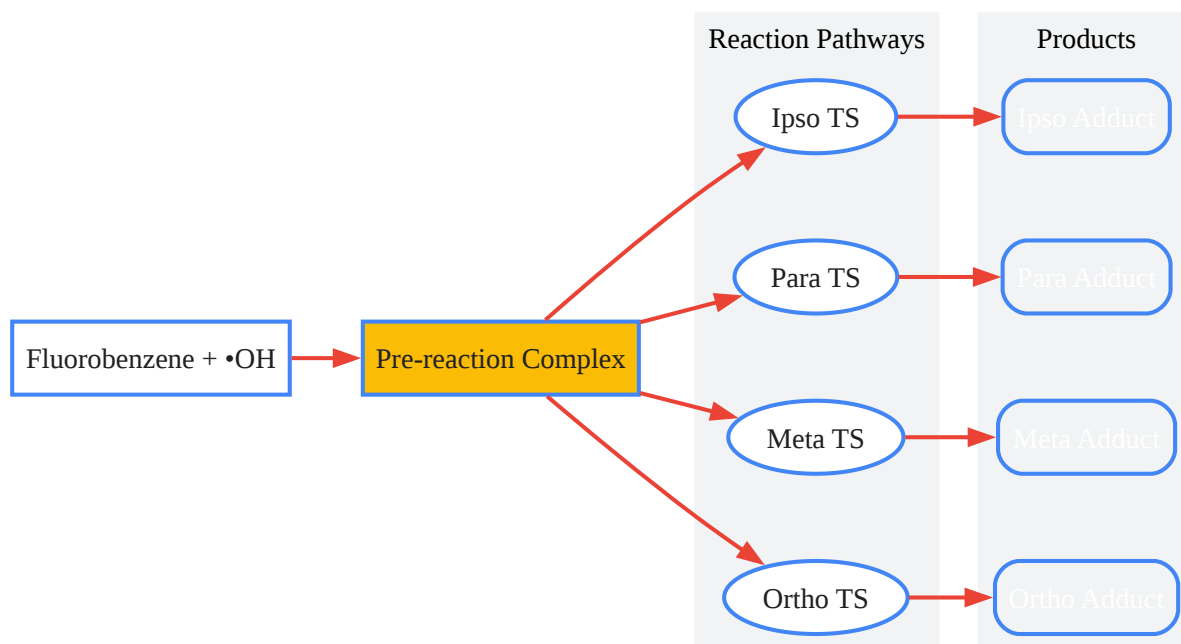 Reaction Pathways
Products
Ipso TS
Ipso Adduct
Para TS
Para Adduct
Fluorobenzene + •OH
Pre-reaction Complex
Meta TS
Meta Adduct
Ortho TS
Ortho Adduct